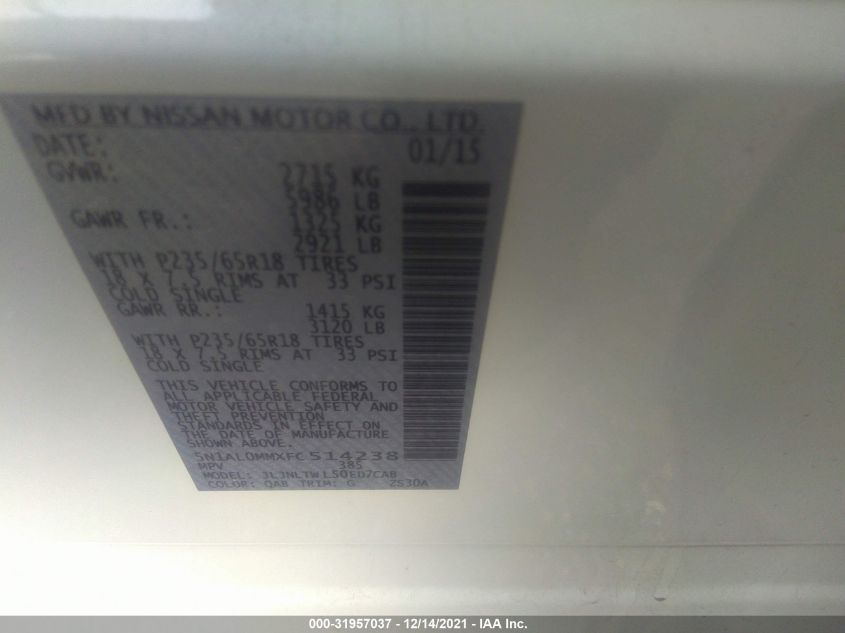 MFD BY NISSAN MOTOR CO., LTD.
DATE: 01/15
GVWR: 2715 KG
5986 LB
GAWR FR.: 1325 KG
2921 LB
WITH P235/65R18 TIRES
18 X 7.5 RIMS AT 33 PSI
COLD SINGLE
GAWR RR.: 1415 KG
3120 LB
WITH P235/65R18 TIRES
18 X 7.5 RIMS AT 33 PSI
COLD SINGLE
THIS VEHICLE CONFORMS TO
ALL APPLICABLE FEDERAL
MOTOR VEHICLE SAFETY AND
THEFT PREVENTION
STANDARDS IN EFFECT ON
THE DATE OF MANUFACTURE
SHOWN ABOVE.
5N1AL0MMXFC514238
MPV 385
MODEL: JLJNLTWL50ED7CAB
COLOR: QAB TRIM: G 2S30A
000-31957037 - 12/14/2021 - IAA Inc.